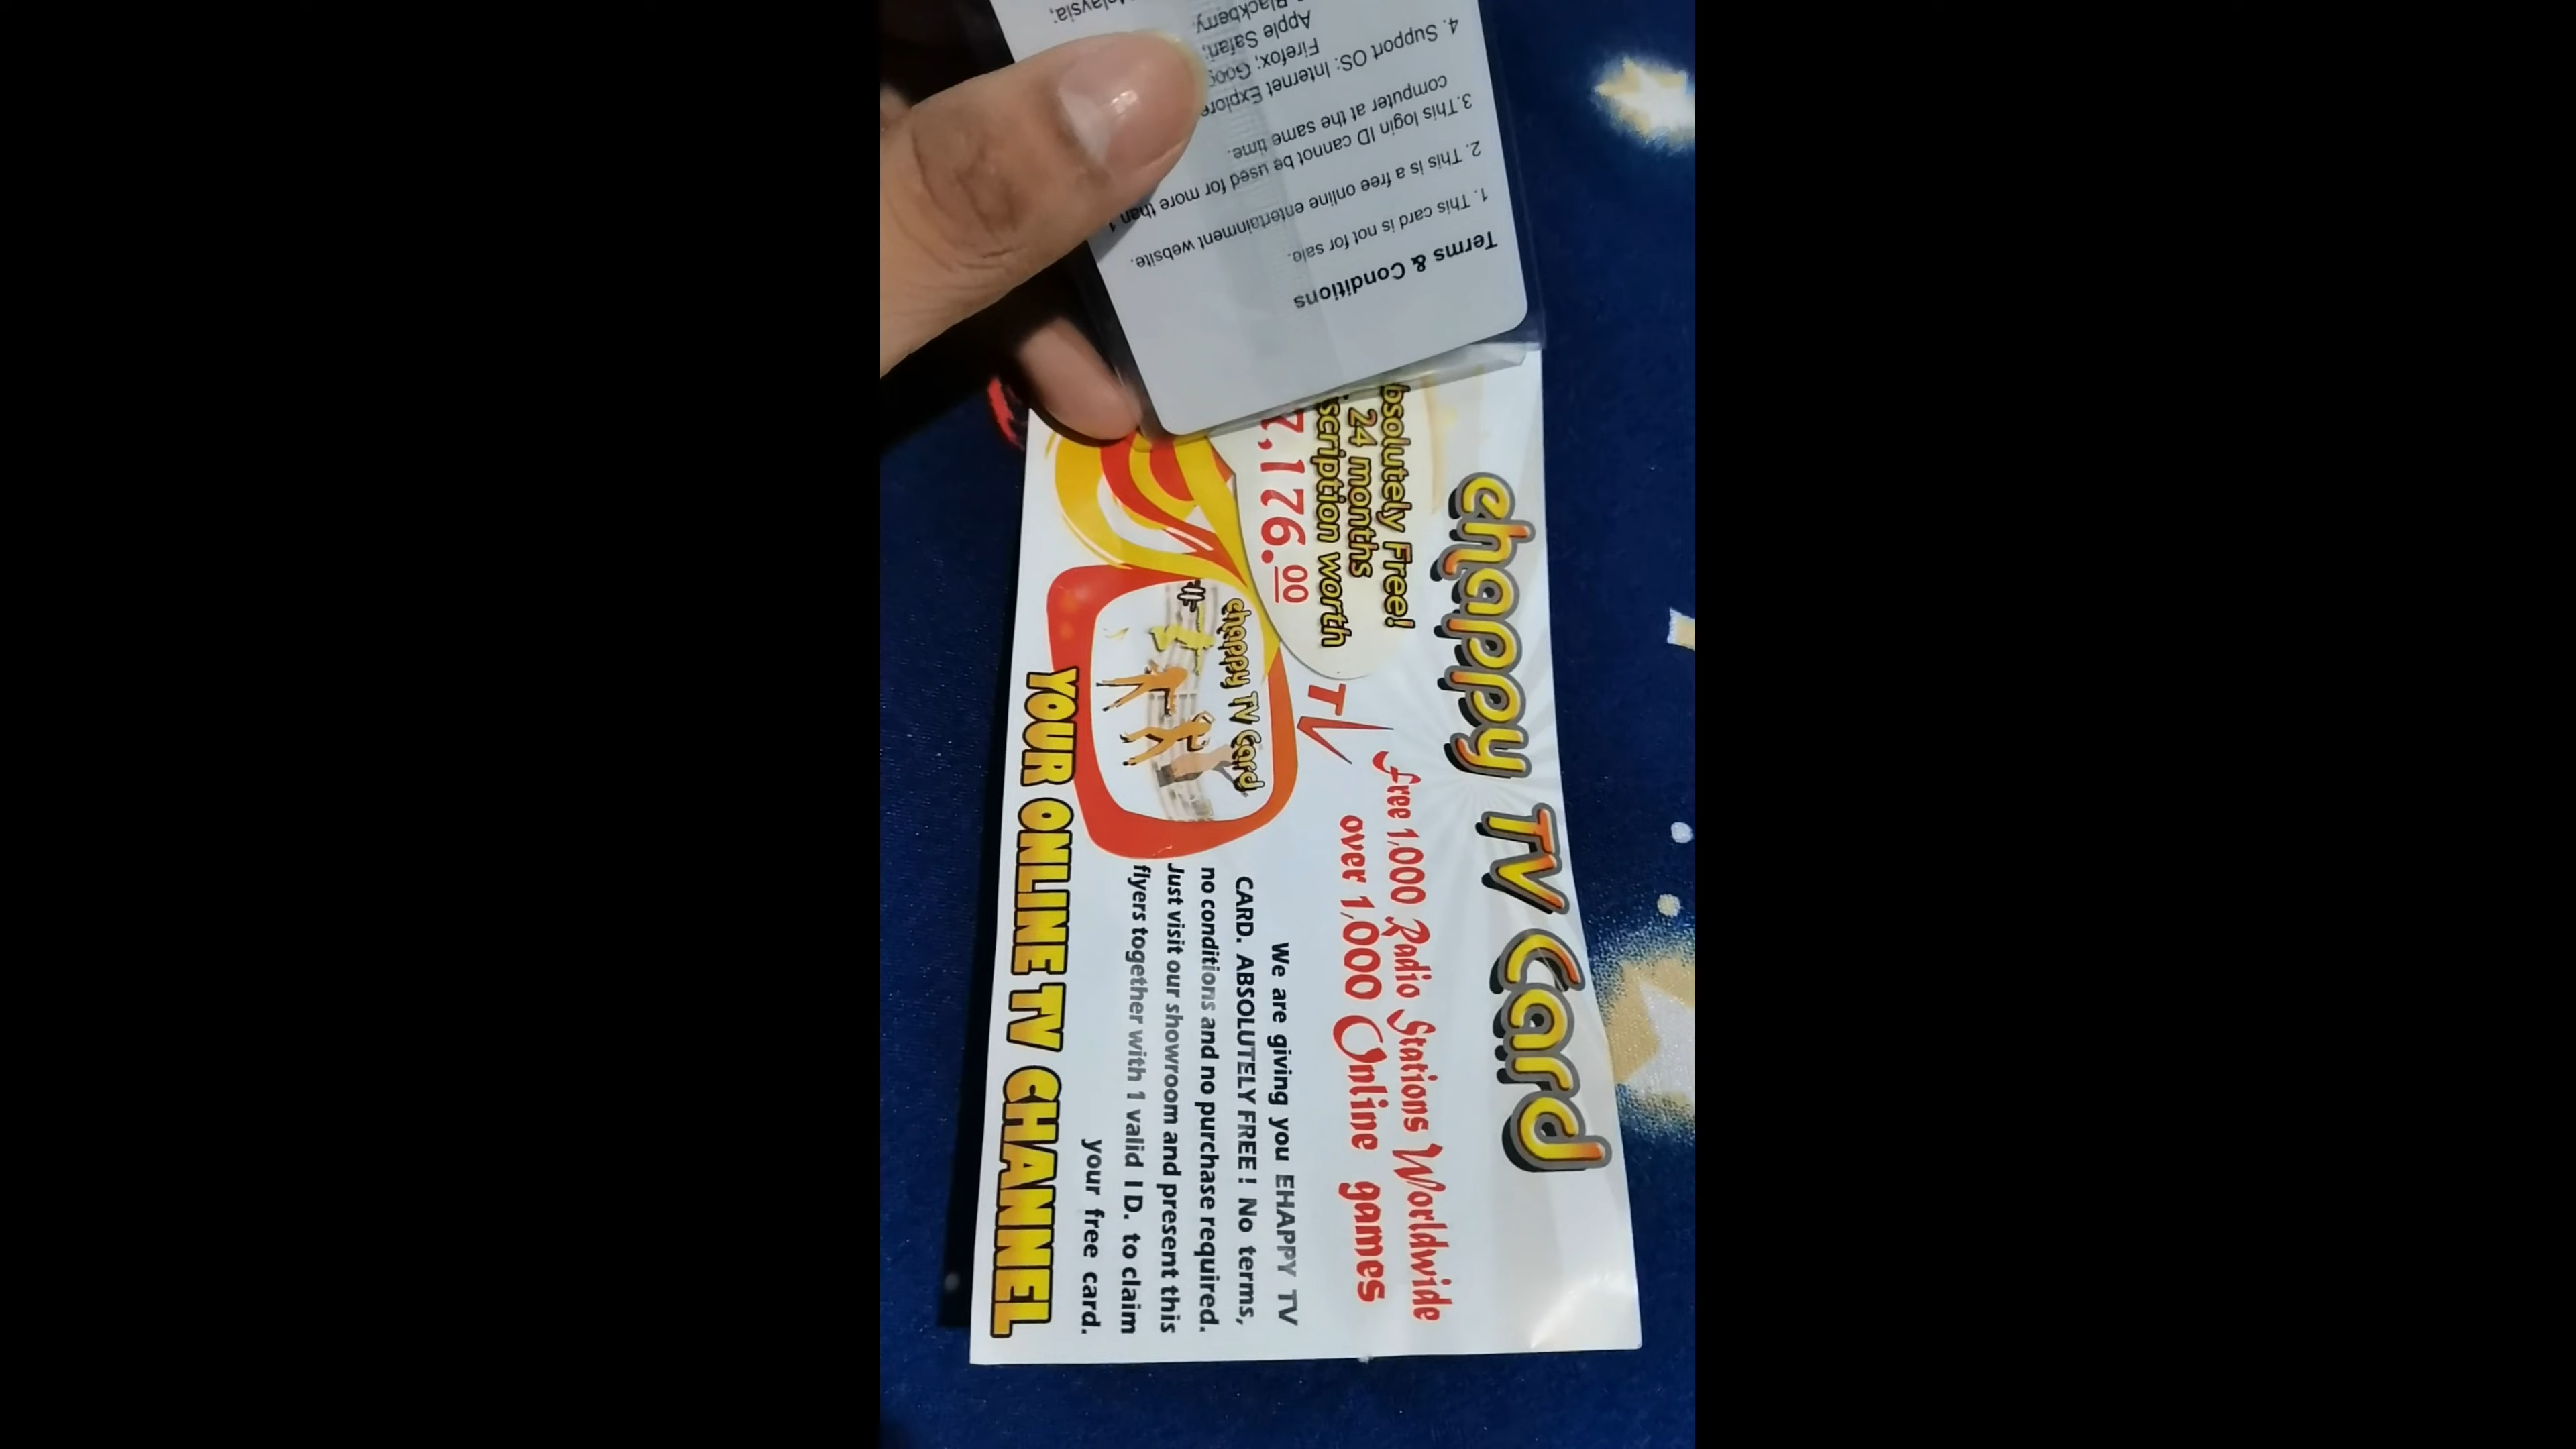 Terms & Conditions
1. This card is not for sale.
2. This is a free online entertainment website.
3.This login ID cannot be used for more than 1
computer at the same time.
4. Support OS: Internet
Firefox;
Apple Safari;
ehappy TV Card
Free!
24 months
worth
7,176.00
TV
Free 1,000 Radio Stations Worldwide
over 1,000 Online games
ehappy TV Card
We are giving you EHAPPY TV
CARD. ABSOLUTELY FREE ! No terms,
no conditions and no purchase required.
Just visit our showroom and present this
flyers together with 1 valid I D. to claim
your free card.
YOUR ONLINE TV CHANNEL